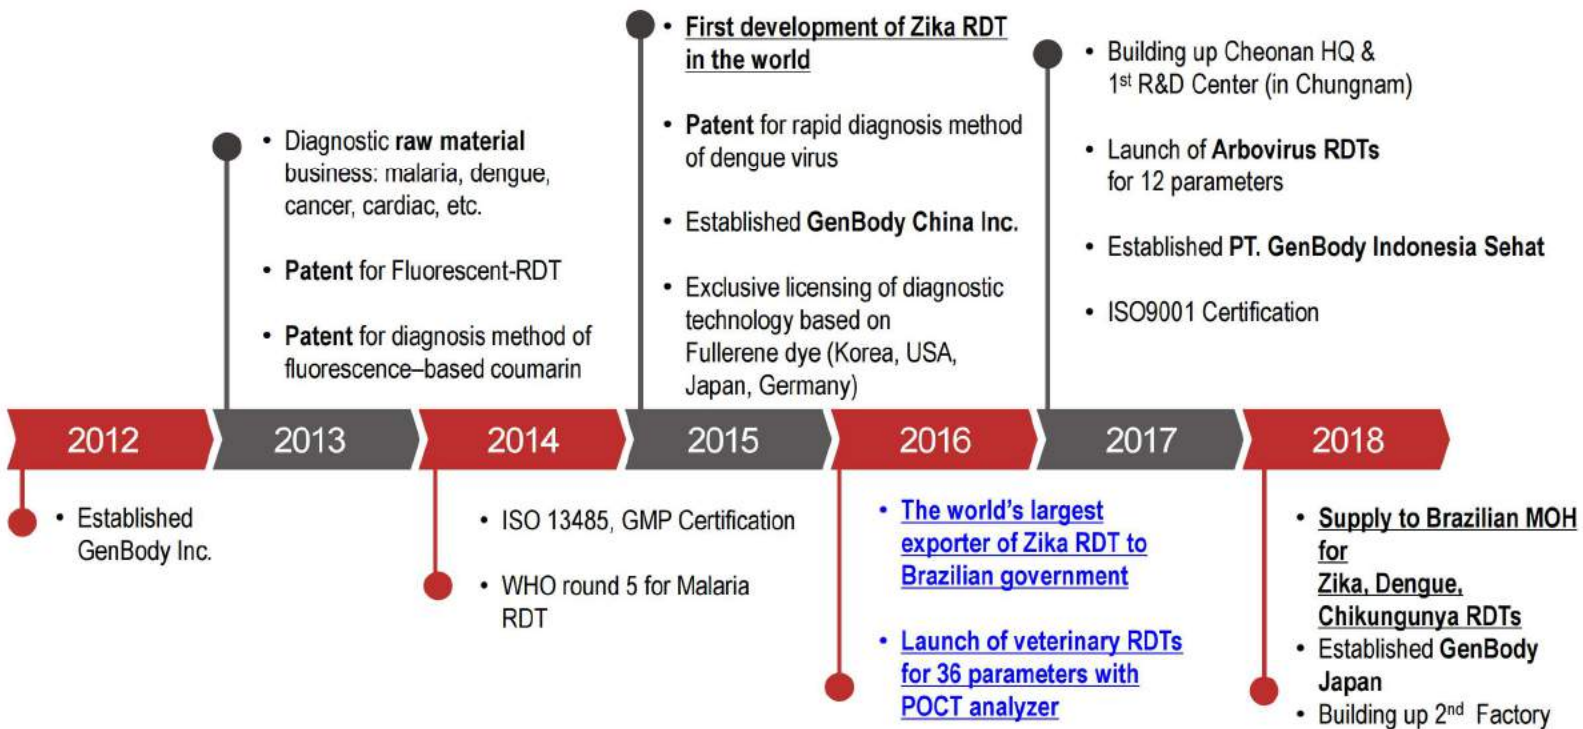 • First development of Zika RDT
in the world
• Patent for rapid diagnosis method
of dengue virus
• Established GenBody China Inc.
• Exclusive licensing of diagnostic
technology based on
Fullerene dye (Korea, USA,
Japan, Germany)
• Building up Cheonan HQ &
1st R&D Center (in Chungnam)
• Launch of Arbovirus RDTs
for 12 parameters
• Established PT. GenBody Indonesia Sehat
• ISO9001 Certification
• Diagnostic raw material
business: malaria, dengue,
cancer, cardiac, etc.
• Patent for Fluorescent-RDT
• Patent for diagnosis method of
fluorescence–based coumarin
2012
2013
2014
2015
2016
2017
2018
• Established
GenBody Inc.
• ISO 13485, GMP Certification
• WHO round 5 for Malaria
RDT
• The world’s largest
exporter of Zika RDT to
Brazilian government
• Launch of veterinary RDTs
for 36 parameters with
POCT analyzer
• Supply to Brazilian MOH
for
Zika, Dengue,
Chikungunya RDTs
• Established GenBody
Japan
• Building up 2nd Factory